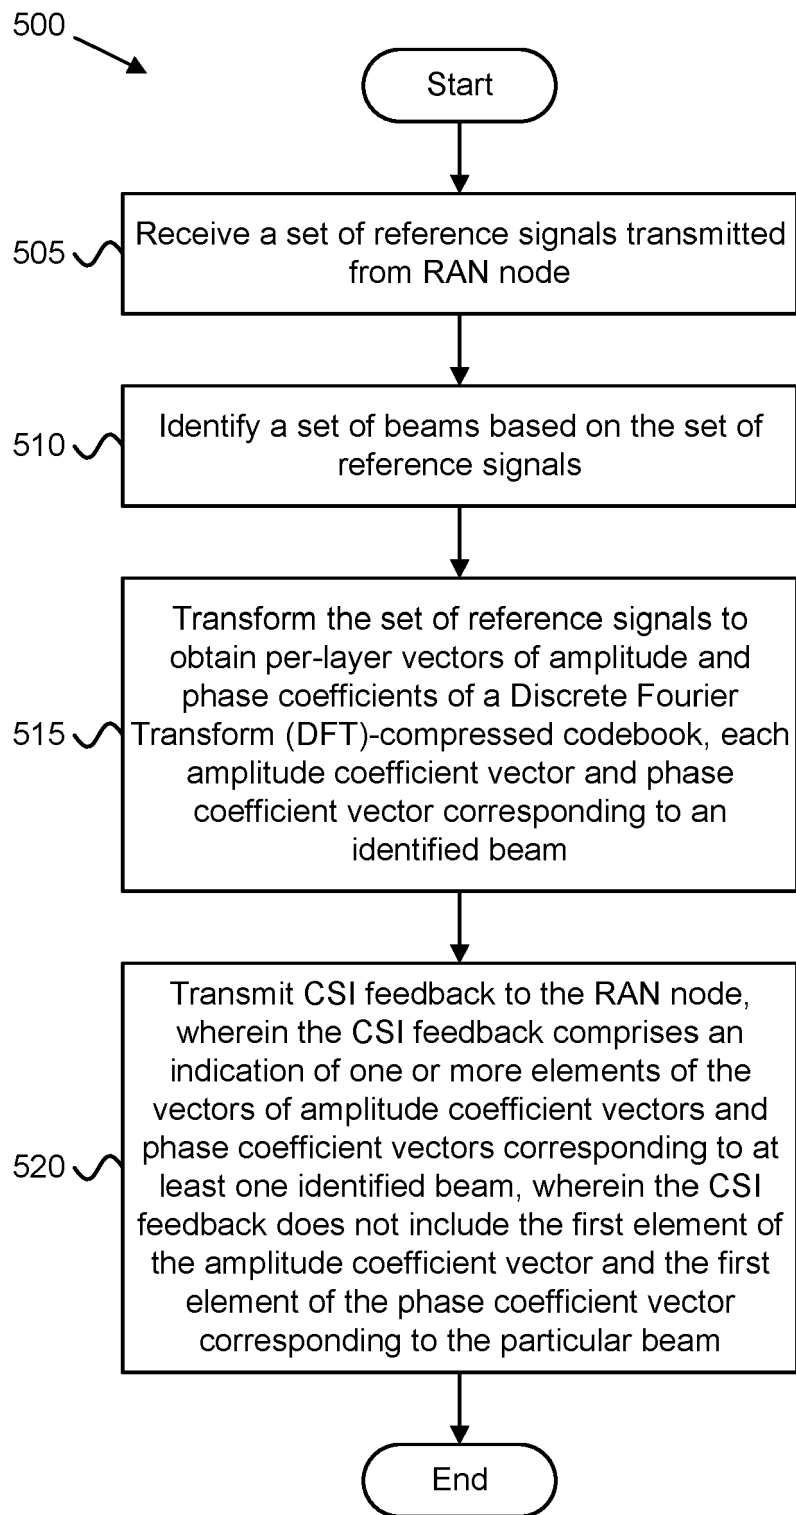 500
Start
505
Receive a set of reference signals transmitted
from RAN node
510
Identify a set of beams based on the set of
reference signals
515
Transform the set of reference signals to
obtain per-layer vectors of amplitude and
phase coefficients of a Discrete Fourier
Transform (DFT)-compressed codebook, each
amplitude coefficient vector and phase
coefficient vector corresponding to an
identified beam
520
Transmit CSI feedback to the RAN node,
wherein the CSI feedback comprises an
indication of one or more elements of the
vectors of amplitude coefficient vectors and
phase coefficient vectors corresponding to at
least one identified beam, wherein the CSI
feedback does not include the first element of
the amplitude coefficient vector and the first
element of the phase coefficient vector
corresponding to the particular beam
End